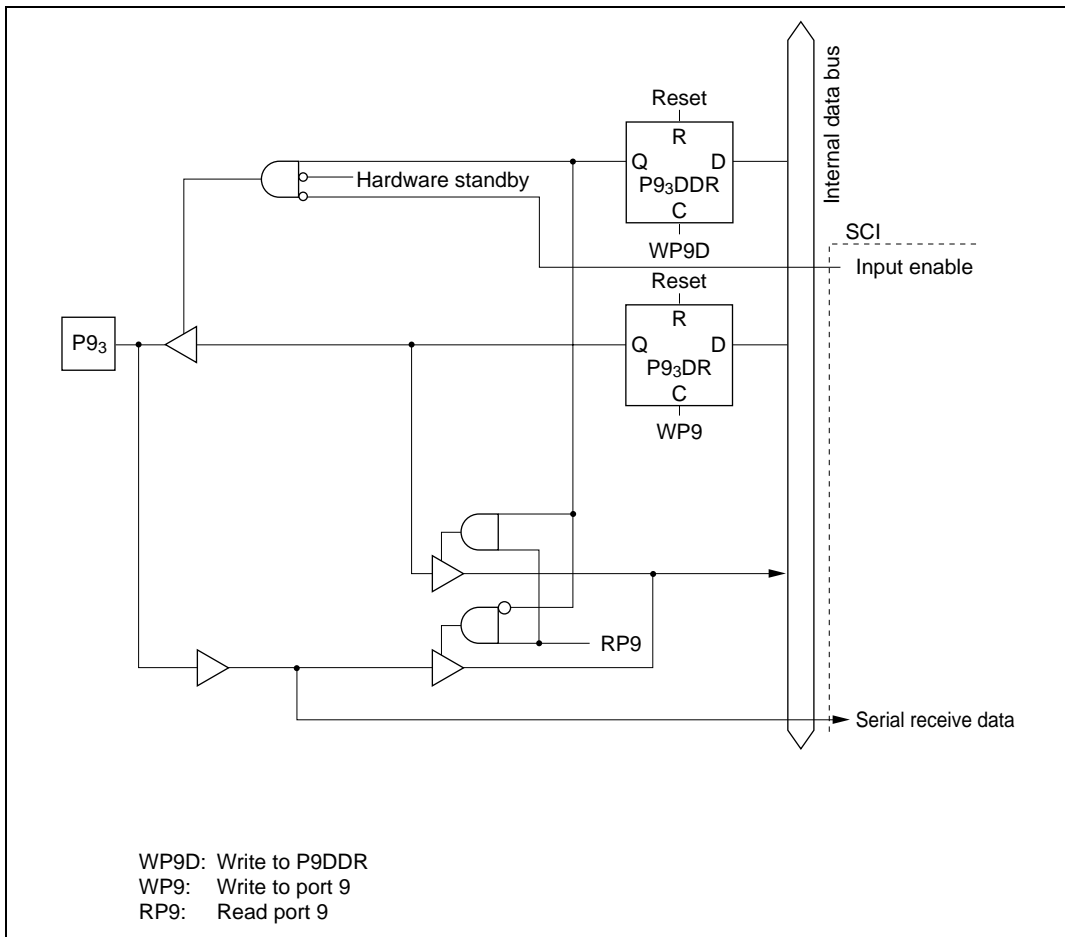 Reset
R
Q D
P9₃DDR
C
WP9D
Hardware standby
Internal data bus
SCI
Input enable
Reset
R
Q D
P9₃DR
C
WP9
P9₃
RP9
Serial receive data
WP9D: Write to P9DDR
WP9: Write to port 9
RP9: Read port 9